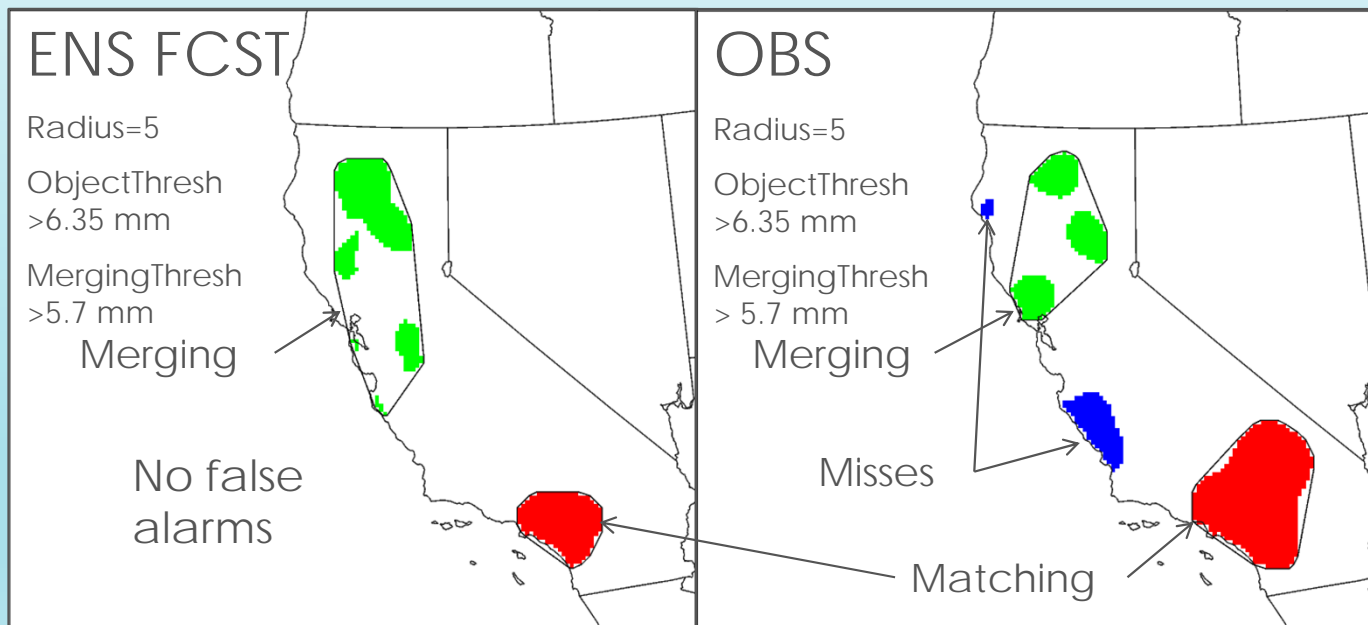 ENS FCST
Radius=5
ObjectThresh
>6.35 mm
MergingThresh
>5.7 mm
Merging
No false
alarms
OBS
Radius=5
ObjectThresh
>6.35 mm
MergingThresh
> 5.7 mm
Merging
Misses
Matching